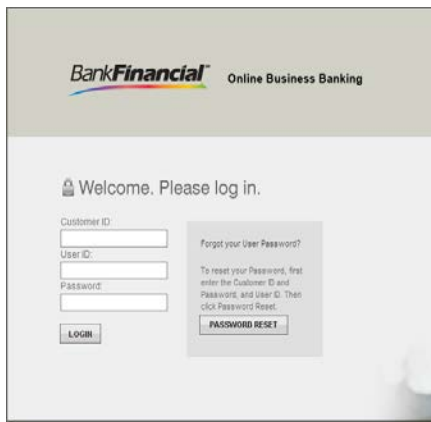 BankFinancial™ Online Business Banking
Welcome. Please log in.
Customer ID:
User ID:
Password:
LOGIN
Forgot your User Password?
To reset your Password, first
enter the Customer ID and
Password, and User ID. Then
click Password Reset.
PASSWORD RESET